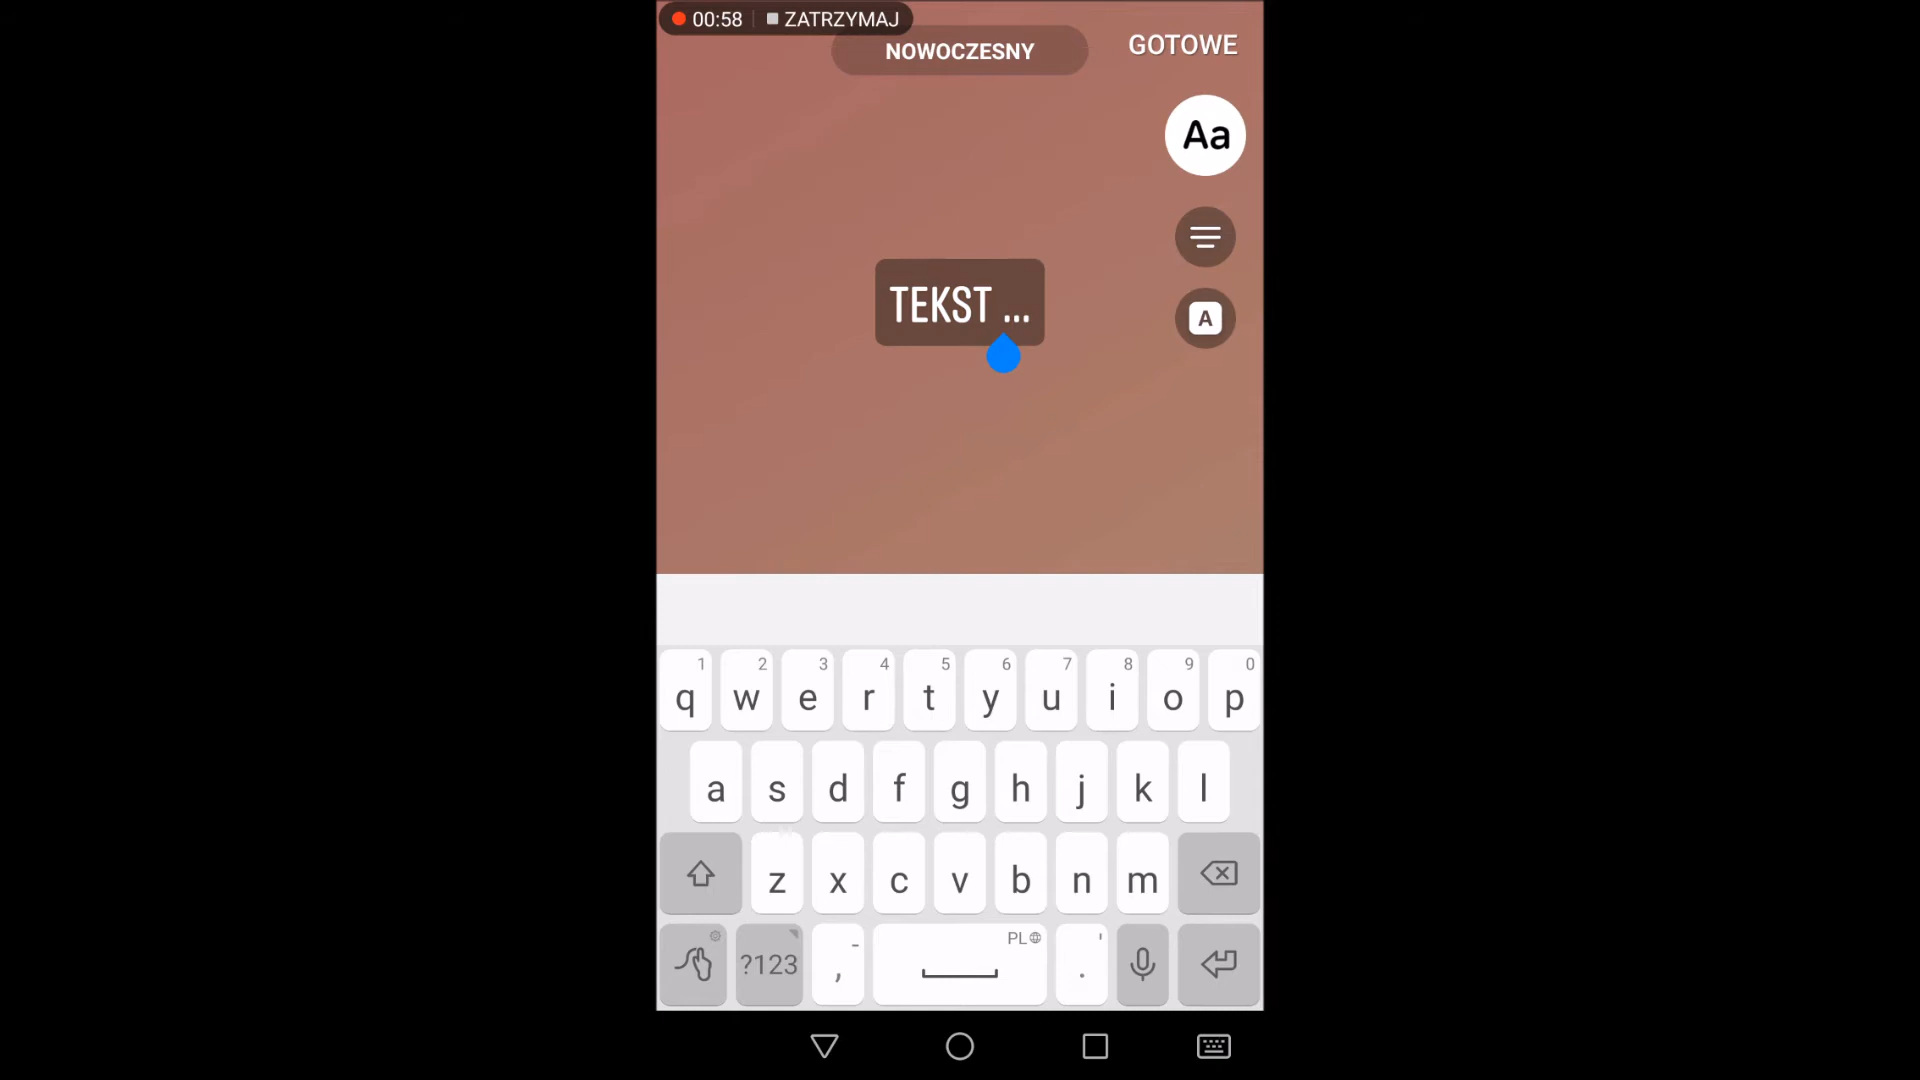 00:58 ZATRZYMAJ
NOWOCZESNY
GOTOWE
Aa
A
TEKST ...
1 2 3 4 5 6 7 8 9 0
q w e r t y u i o p
a s d f g h j k l
z x c v b n m
?123 , - PL . '